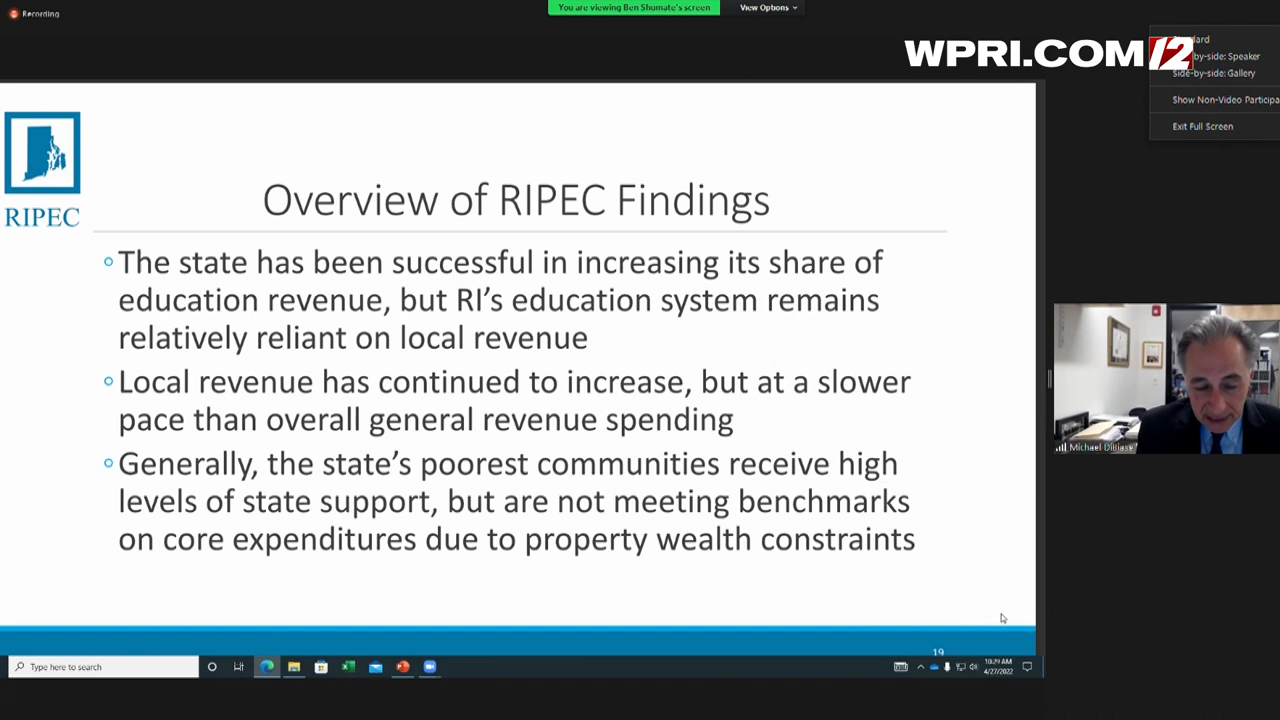 Recording
You are viewing Ben Shumate's screen
View Options
WPRI.COM 12
Side-by-side: Gallery
Show Non-Video Participa
Exit Full Screen
RIPEC
Overview of RIPEC Findings
The state has been successful in increasing its share of
education revenue, but RI's education system remains
relatively reliant on local revenue
Local revenue has continued to increase, but at a slower
pace than overall general revenue spending
Generally, the state's poorest communities receive high
levels of state support, but are not meeting benchmarks
on core expenditures due to property wealth constraints
Michael DiBiase
19
Type here to search
10:29 AM
4/27/2022